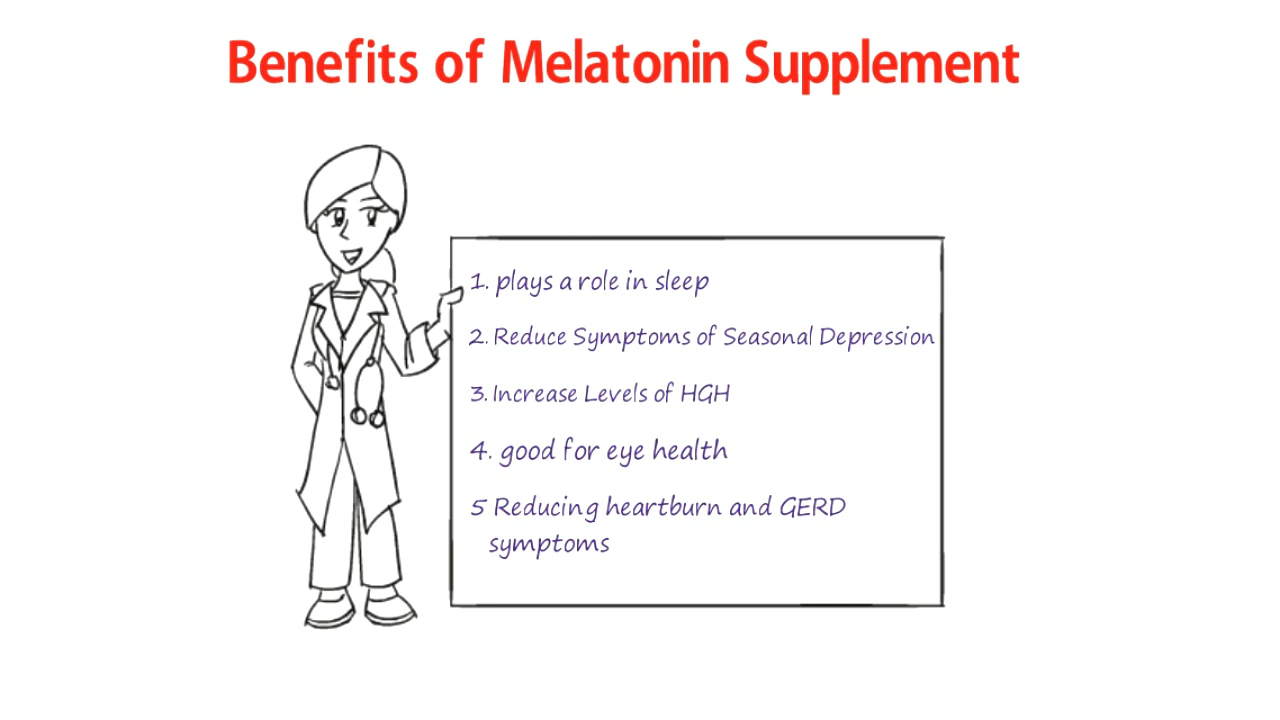 Benefits of Melatonin Supplement
1. plays a role in sleep
2. Reduce Symptoms of Seasonal Depression
3. Increase Levels of HGH
4. good for eye health
5 Reducing heartburn and GERD
symptoms